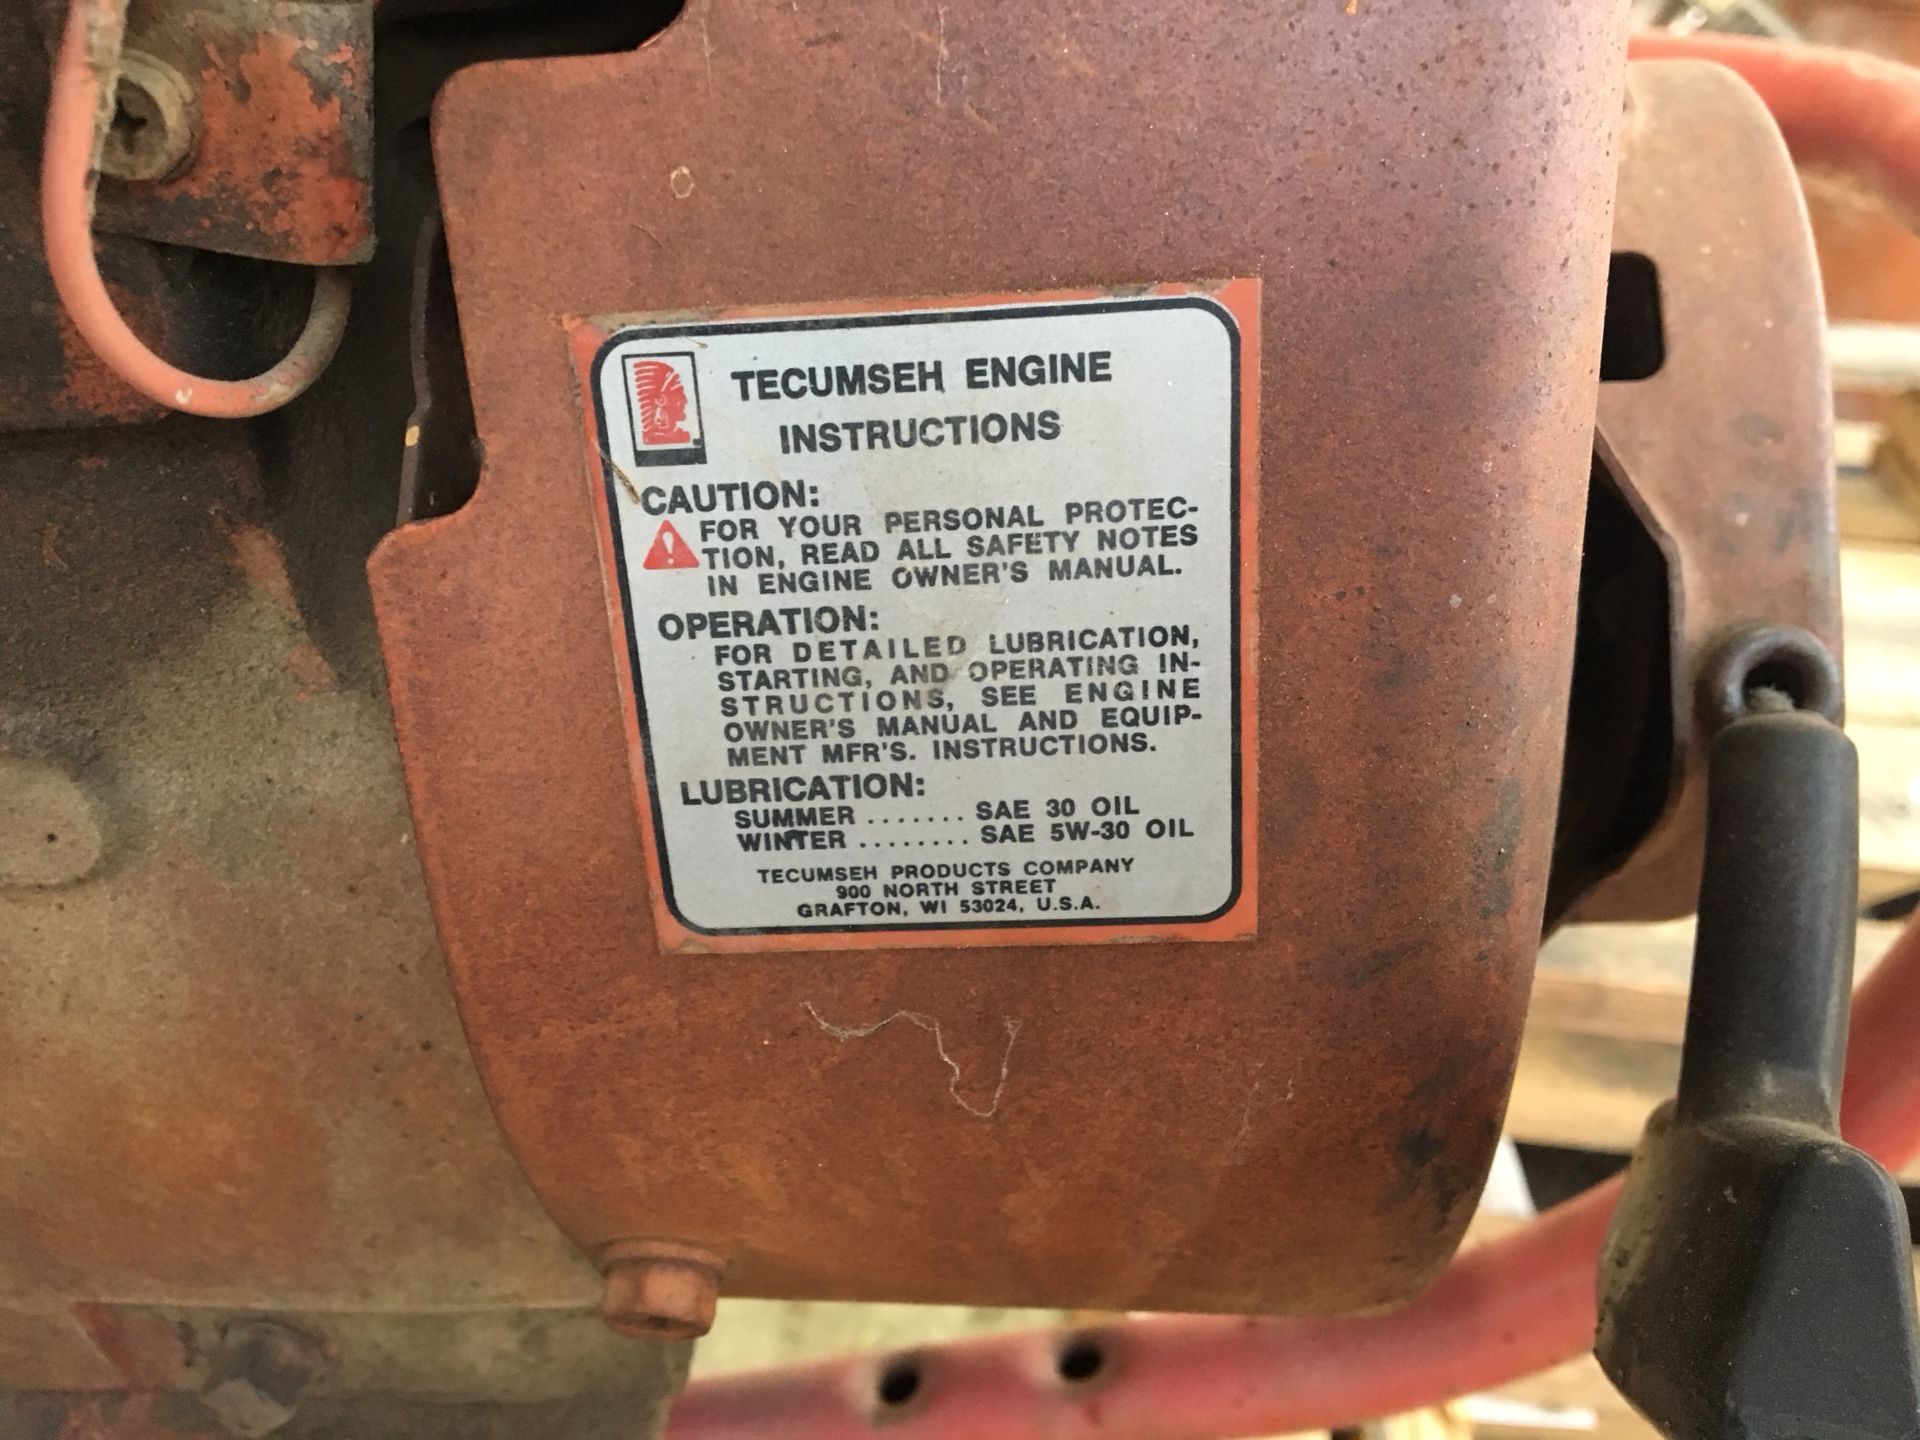 TECUMSEH ENGINE
INSTRUCTIONS
CAUTION:
FOR YOUR PERSONAL PROTEC-
TION, READ ALL SAFETY NOTES
IN ENGINE OWNER'S MANUAL.
OPERATION:
FOR DETAILED LUBRICATION,
STARTING, AND OPERATING IN-
STRUCTIONS, SEE ENGINE
OWNER'S MANUAL AND EQUIP-
MENT MFR'S. INSTRUCTIONS.
LUBRICATION:
SUMMER ....... SAE 30 OIL
WINTER ........ SAE 5W-30 OIL
TECUMSEH PRODUCTS COMPANY
900 NORTH STREET
GRAFTON, WI 53024, U.S.A.